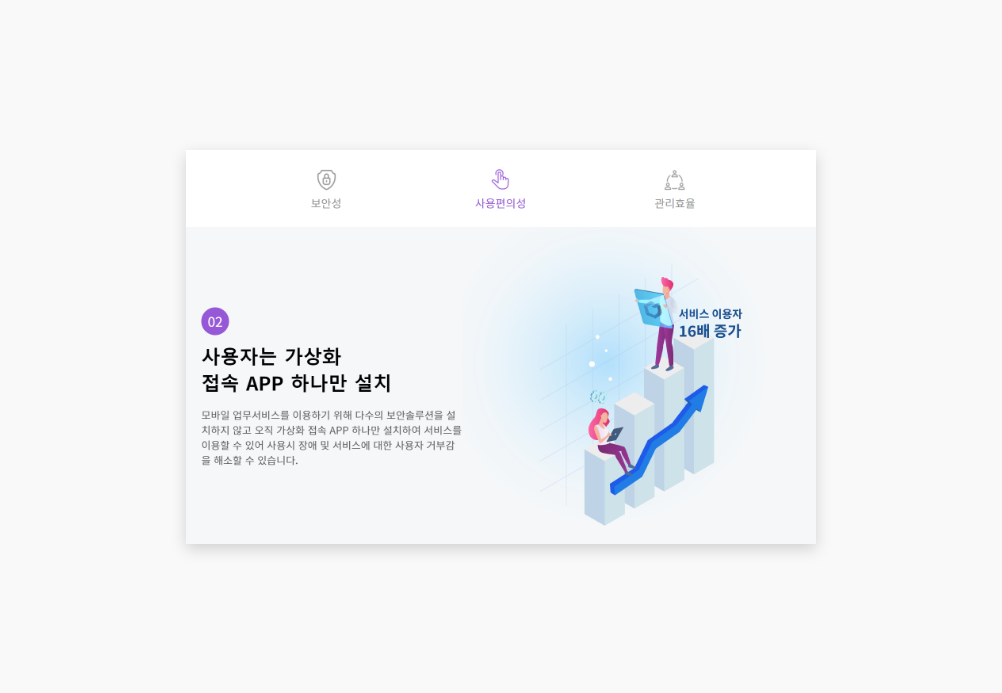 보안성
사용편의성
관리효율
02
사용자는 가상화
접속 APP 하나만 설치
모바일 업무서비스를 이용하기 위해 다수의 보안솔루션을 설
치하지 않고 오직 가상화 접속 APP 하나만 설치하여 서비스를
이용할 수 있어 사용시 장애 및 서비스에 대한 사용자 거부감
을 해소할 수 있습니다.
서비스 이용자
16배 증가